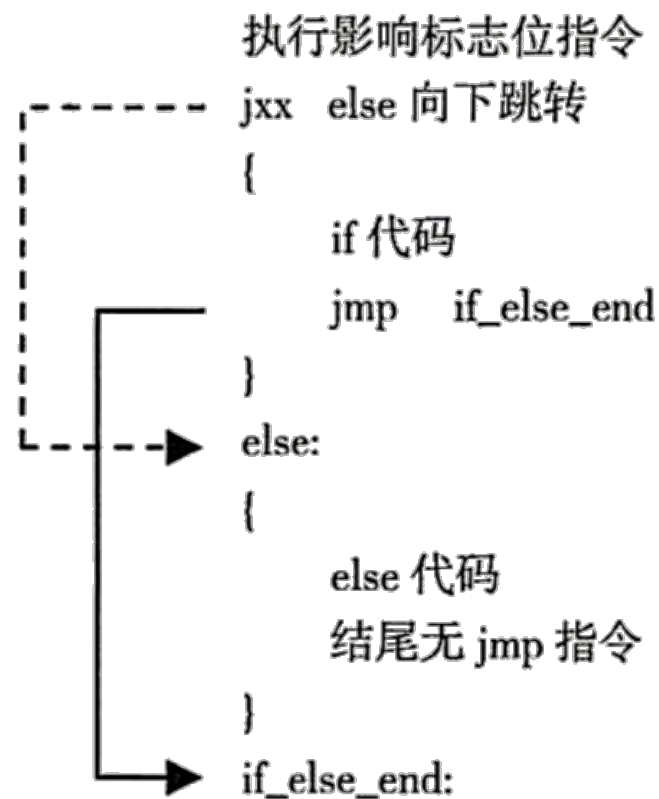 执行影响标志位指令
jxx else 向下跳转
{
if 代码
jmp if_else_end
}
else:
{
else 代码
结尾无 jmp 指令
}
if_else_end: